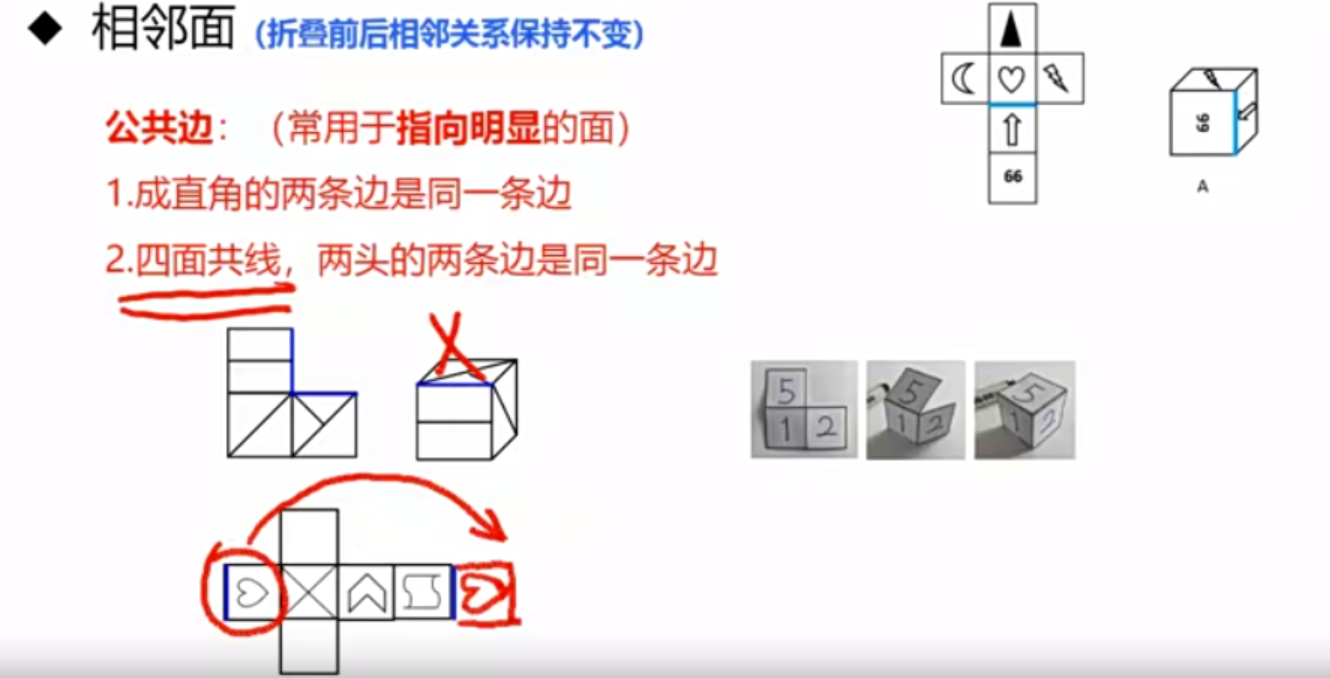 ◆ 相邻面（折叠前后相邻关系保持不变）
公共边：（常用于指向明显的面）
1.成直角的两条边是同一条边
2.四面共线，两头的两条边是同一条边
66
66
A
5
1 2
5
1 2
5
1 2